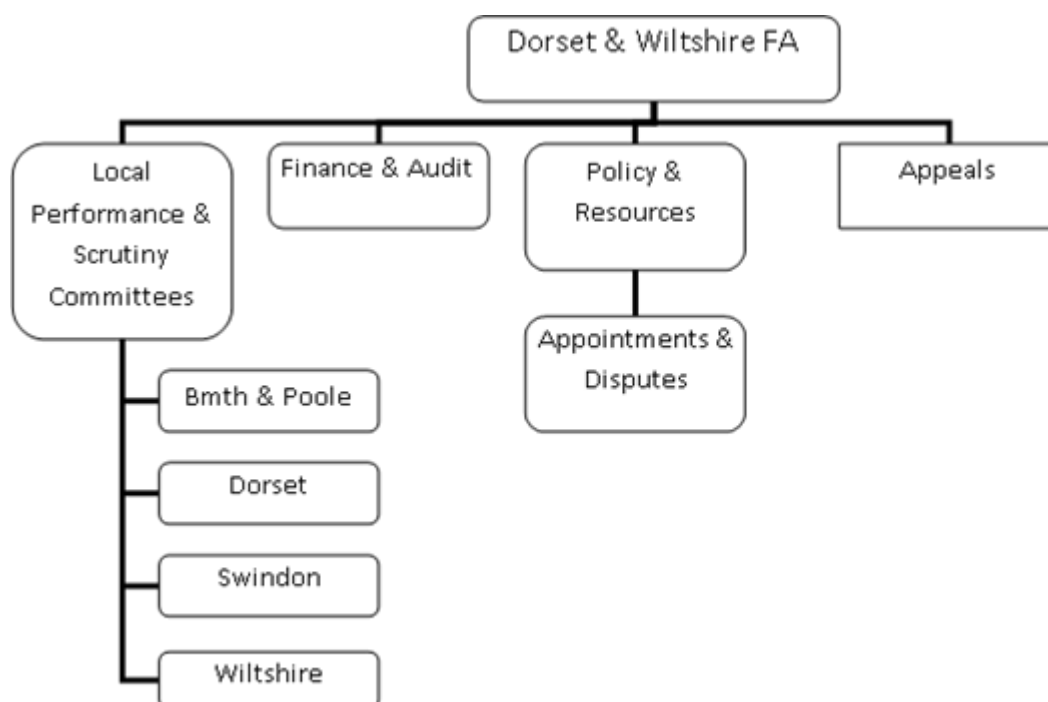 Dorset & Wiltshire FA
Local
Performance &
Scrutiny
Committees
Finance & Audit
Policy &
Resources
Appeals
Appointments &
Disputes
Bmth & Poole
Dorset
Swindon
Wiltshire